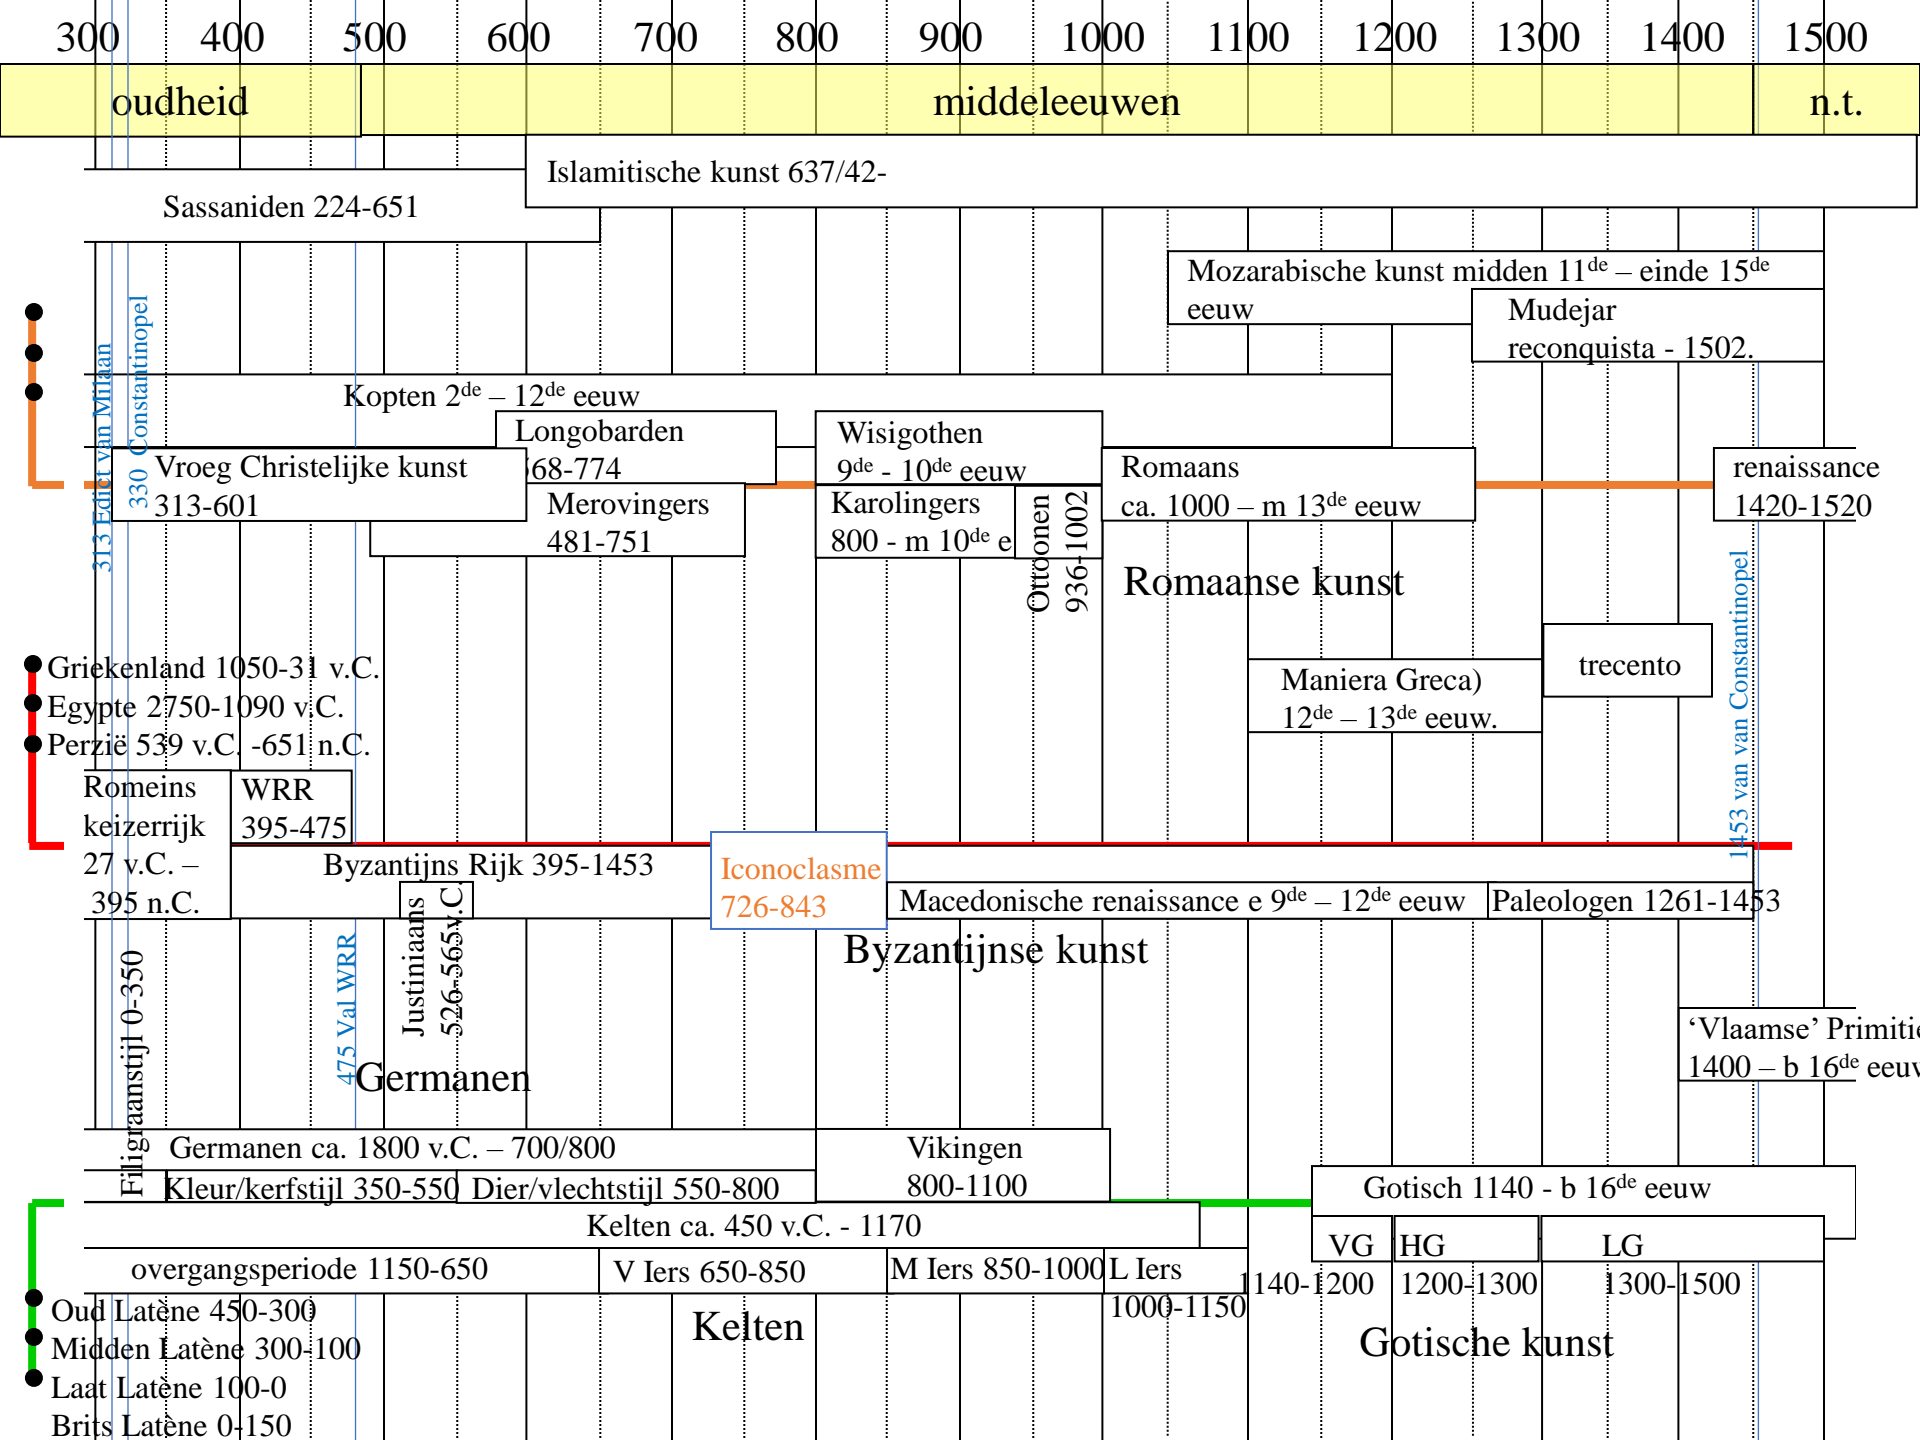 300 400 500 600 700 800 900 1000 1100 1200 1300 1400 1500
oudheid
middeleeuwen
n.t.
Islamitische kunst 637/42-
Sassaniden 224-651
Mozarabische kunst midden 11de – einde 15de
eeuw
Mudejar
reconquista - 1502.
313 Edict van Milaan
330 Constantinopel
Kopten 2de – 12de eeuw
Longobarden
68-774
Wisigothen
9de - 10de eeuw
Vroeg Christelijke kunst
313-601
Romaans
ca. 1000 – m 13de eeuw
renaissance
1420-1520
Merovingers
481-751
Karolingers
800 - m 10de e
Ottoonen
936-1002
Romaanse kunst
1453 van van Constantinopel
trecento
Maniera Greca)
12de – 13de eeuw.
Griekenland 1050-31 v.C.
Egypte 2750-1090 v.C.
Perzië 539 v.C. -651 n.C.
Romeins
keizerrijk
27 v.C. –
395 n.C.
WRR
395-475
Byzantijns Rijk 395-1453
Iconoclasme
726-843
Justiniaans
526-565v.C.
Macedonische renaissance e 9de – 12de eeuw
Paleologen 1261-1453
Byzantijnse kunst
Filigraanstijl 0-350
475 Val WRR
‘Vlaamse’ Primitie
1400 – b 16de eeuw
Germanen
Germanen ca. 1800 v.C. – 700/800
Vikingen
800-1100
Kleur/kerfstijl 350-550
Dier/vlechtstijl 550-800
Gotisch 1140 - b 16de eeuw
Kelten ca. 450 v.C. - 1170
VG
1140-1200
HG
1200-1300
LG
1300-1500
overgangsperiode 1150-650
V Iers 650-850
M Iers 850-1000
L Iers
1000-1150
Kelten
Gotische kunst
Oud Latène 450-300
Midden Latène 300-100
Laat Latène 100-0
Brits Latène 0-150